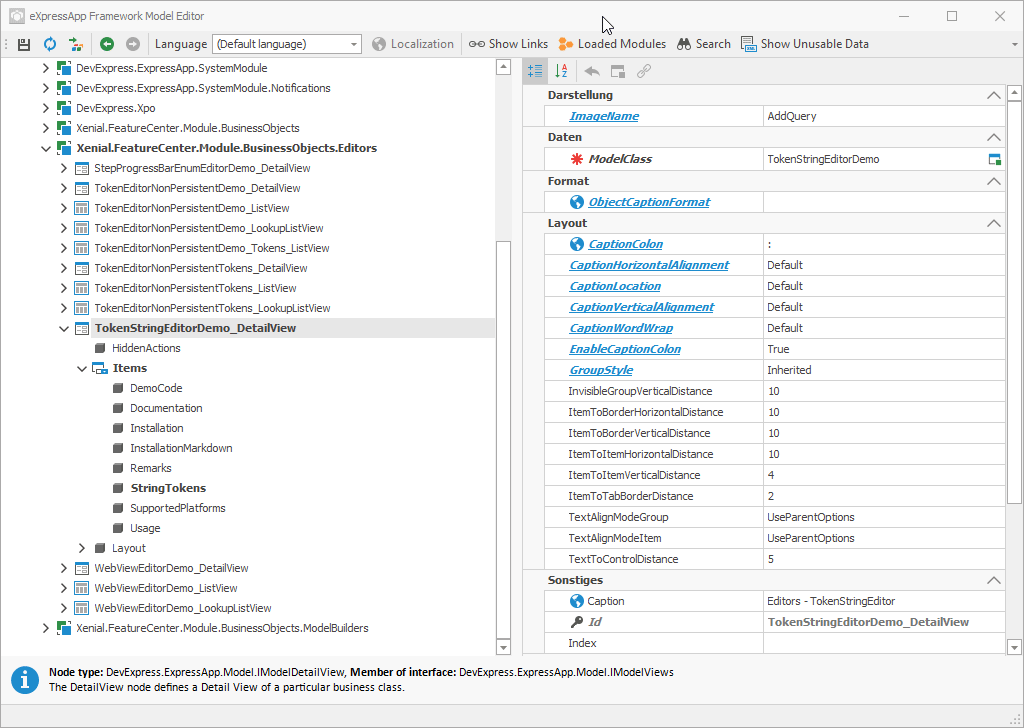 eXpressApp Framework Model Editor
Language (Default language) Localization Show Links Loaded Modules Search Show Unusable Data
DevExpress.ExpressApp.SystemModule
DevExpress.ExpressApp.SystemModule.Notifications
DevExpress.Xpo
Xenial.FeatureCenter.Module.BusinessObjects
Xenial.FeatureCenter.Module.BusinessObjects.Editors
StepProgressBarEnumEditorDemo_DetailView
TokenEditorNonPersistentDemo_DetailView
TokenEditorNonPersistentDemo_ListView
TokenEditorNonPersistentDemo_LookupListView
TokenEditorNonPersistentDemo_Tokens_ListView
TokenEditorNonPersistentTokens_DetailView
TokenEditorNonPersistentTokens_ListView
TokenEditorNonPersistentTokens_LookupListView
TokenStringEditorDemo_DetailView
HiddenActions
Items
DemoCode
Documentation
Installation
InstallationMarkdown
Remarks
StringTokens
SupportedPlatforms
Usage
Layout
WebViewEditorDemo_DetailView
WebViewEditorDemo_ListView
WebViewEditorDemo_LookupListView
Xenial.FeatureCenter.Module.BusinessObjects.ModelBuilders
Darstellung
ImageName AddQuery
Daten
ModelClass TokenStringEditorDemo
Format
ObjectCaptionFormat
Layout
CaptionColon :
CaptionHorizontalAlignment Default
CaptionLocation Default
CaptionVerticalAlignment Default
CaptionWordWrap Default
EnableCaptionColon True
GroupStyle Inherited
InvisibleGroupVerticalDistance 10
ItemToBorderHorizontalDistance 10
ItemToBorderVerticalDistance 10
ItemToItemHorizontalDistance 10
ItemToItemVerticalDistance 4
ItemToTabBorderDistance 2
TextAlignModeGroup UseParentOptions
TextAlignModeItem UseParentOptions
TextToControlDistance 5
Sonstiges
Caption Editors - TokenStringEditor
Id TokenStringEditorDemo_DetailView
Index
Node type: DevExpress.ExpressApp.Model.IModelDetailView, Member of interface: DevExpress.ExpressApp.Model.IModelViews
The DetailView node defines a Detail View of a particular business class.